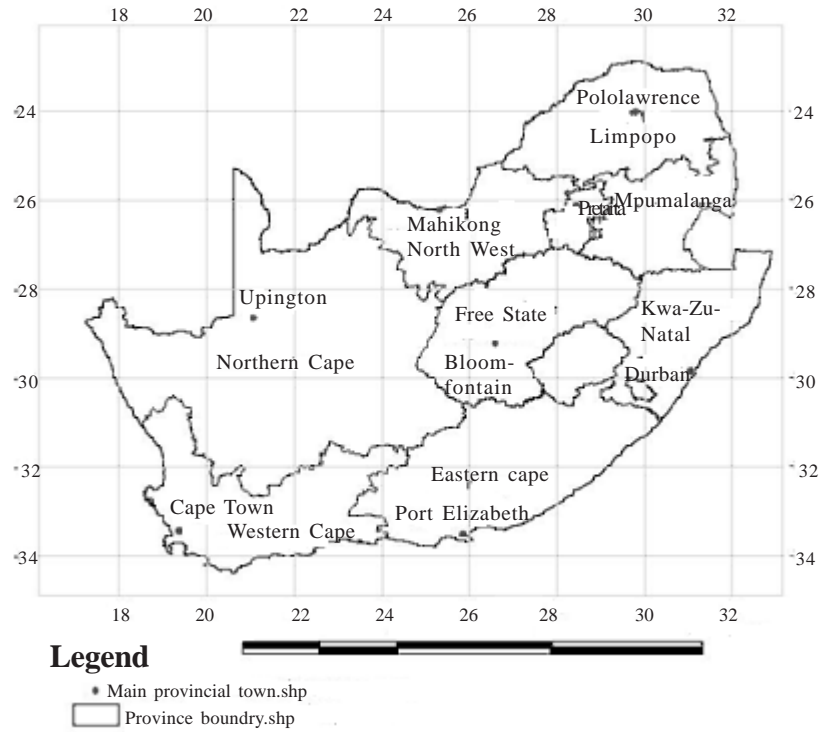 18 20 22 24 26 28 30 32
Pololawrence
24 24
Limpopo
26 26
Mpumalanga
Mahikong
North West
28 28
Upington
Kwa-Zu-
Natal
Free State
Northern Cape
Bloom-
fontain
Durban
30 30
32 32
Eastern cape
Cape Town
Port Elizabeth
Western Cape
34 34
18 20 22 24 26 28 30 32
Legend
Main provincial town.shp
Province boundry.shp